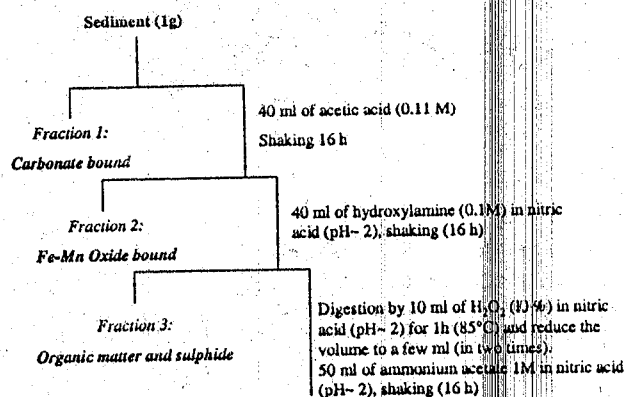 Sediment (1g)
40 ml of acetic acid (0.11 M)
Shaking 16 h
Fraction 1:
Carbonate bound
40 ml of hydroxylamine (0.1M) in nitric
acid (pH~ 2), shaking (16 h)
Fraction 2:
Fe-Mn Oxide bound
Digestion by 10 ml of H₂O₂ in nitric
acid (pH~ 2) for 1h (85°C) and reduce the
volume to a few ml (in two times).
50 ml of ammonium acetate 1M in nitric acid
(pH~ 2), shaking (16 h)
Fraction 3:
Organic matter and sulphide